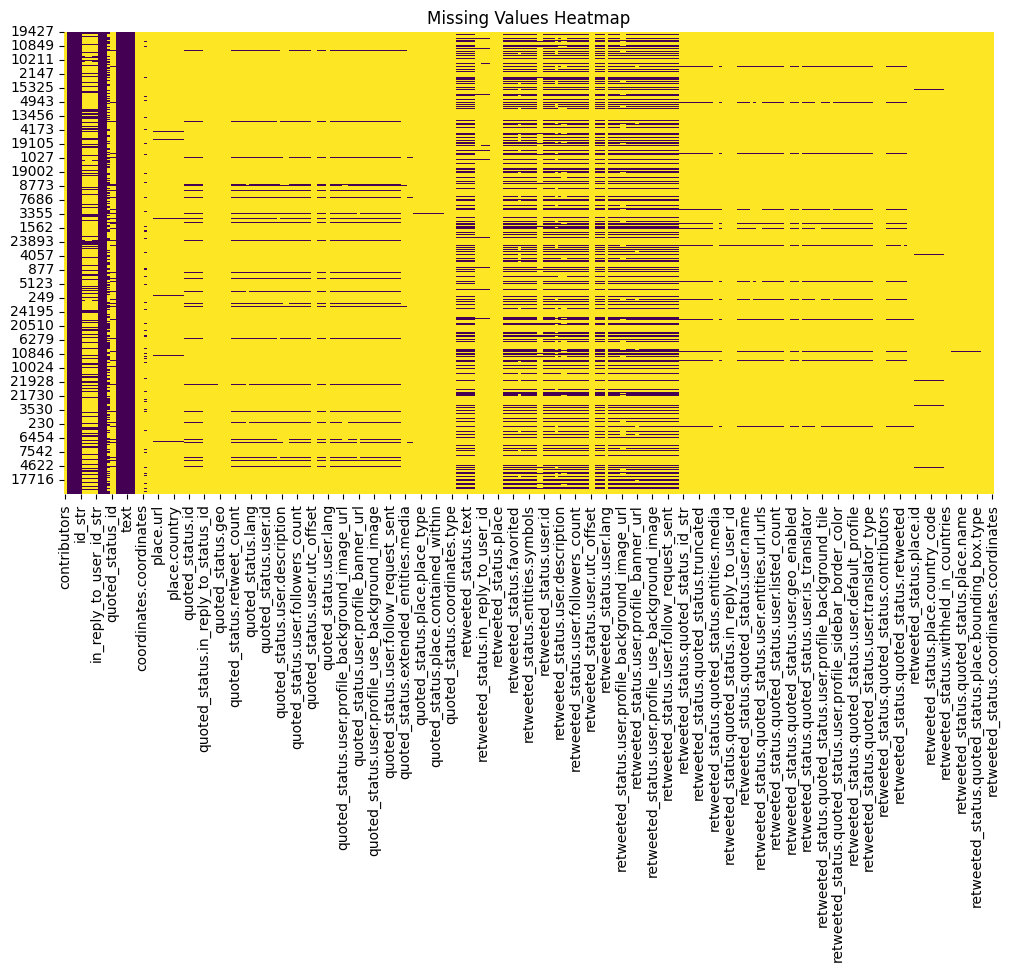 Missing Values Heatmap
19427
10849
10211
2147
15325
4943
13456
4173
19105
1027
19002
8773
7686
3355
1562
23893
4057
877
5123
249
24195
20510
6279
10846
10024
21928
21730
3530
230
6454
7542
4622
17716
contributors
id_str
in_reply_to_user_id_str
quoted_status_id
text
coordinates.coordinates
place.url
place.country
quoted_status.id
quoted_status.in_reply_to_status_id
quoted_status.geo
quoted_status.retweet_count
quoted_status.lang
quoted_status.user.id
quoted_status.user.description
quoted_status.user.followers_count
quoted_status.user.utc_offset
quoted_status.user.lang
quoted_status.user.profile_background_image_url
quoted_status.user.profile_banner_url
quoted_status.user.profile_use_background_image
quoted_status.user.follow_request_sent
quoted_status.extended_entities.media
quoted_status.place.place_type
quoted_status.place.contained_within
quoted_status.coordinates.type
retweeted_status.text
retweeted_status.in_reply_to_user_id
retweeted_status.place
retweeted_status.favorited
retweeted_status.entities.symbols
retweeted_status.user.id
retweeted_status.user.description
retweeted_status.user.followers_count
retweeted_status.user.utc_offset
retweeted_status.user.lang
retweeted_status.user.profile_background_image_url
retweeted_status.user.profile_banner_url
retweeted_status.user.profile_use_background_image
retweeted_status.user.follow_request_sent
retweeted_status.quoted_status_id_str
retweeted_status.quoted_status.truncated
retweeted_status.quoted_status.entities.media
retweeted_status.quoted_status.in_reply_to_user_id
retweeted_status.quoted_status.user.name
retweeted_status.quoted_status.user.entities.url.urls
retweeted_status.quoted_status.user.listed_count
retweeted_status.quoted_status.user.geo_enabled
retweeted_status.quoted_status.user.is_translator
retweeted_status.quoted_status.user.profile_background_tile
retweeted_status.quoted_status.user.profile_sidebar_border_color
retweeted_status.quoted_status.user.default_profile
retweeted_status.quoted_status.user.translator_type
retweeted_status.quoted_status.contributors
retweeted_status.quoted_status.retweeted
retweeted_status.place.id
retweeted_status.place.country_code
retweeted_status.withheld_in_countries
retweeted_status.quoted_status.place.name
retweeted_status.quoted_status.place.bounding_box.type
retweeted_status.coordinates.coordinates